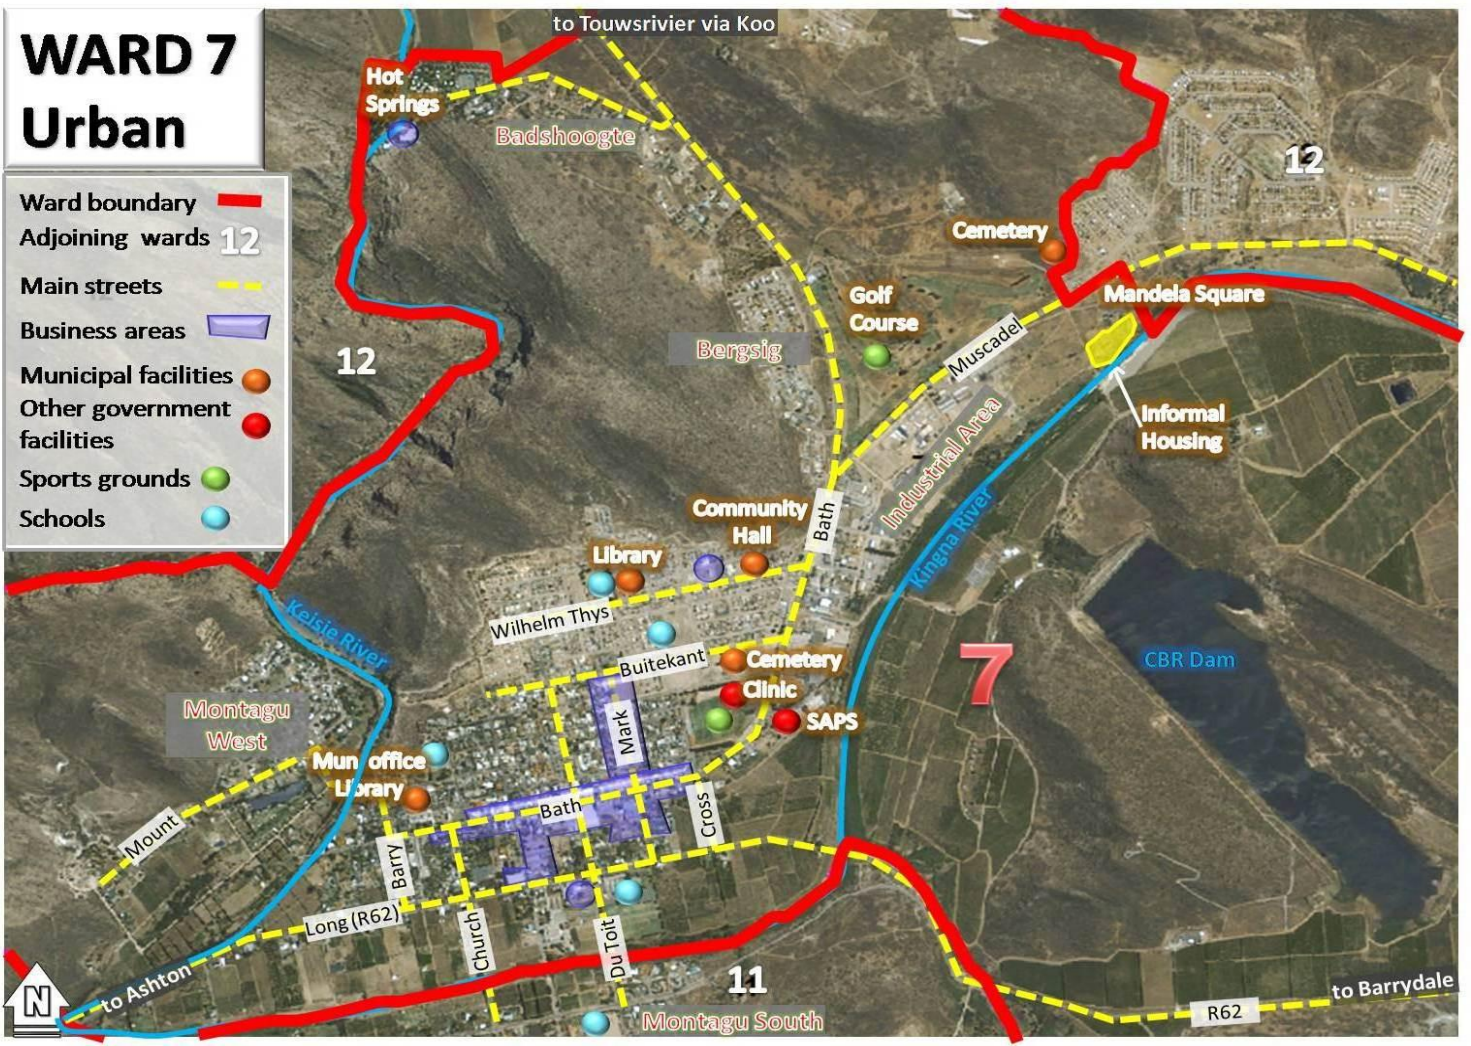 WARD 7
Urban
Ward boundary
Adjoining wards 12
Main streets
Business areas
Municipal facilities
Other government
facilities
Sports grounds
Schools
to Touwsrivier via Koo
Hot
Springs
Badshoogte
12
Cemetery
Mandela Square
Golf
Course
Muscadel
Bergsig
12
Informal
Housing
Industrial Area
Kingna River
Community
Hall
Bath
Library
Wilhelm Thys
Keisie River
Buitekant
Cemetery
Clinic
SAPS
7
CBR Dam
Montagu
West
Mark
Mun office
Library
Mount
Bath
Cross
Barry
Long (R62)
Church
Du Toit
to Ashton
N
11
Montagu South
R62
to Barrydale